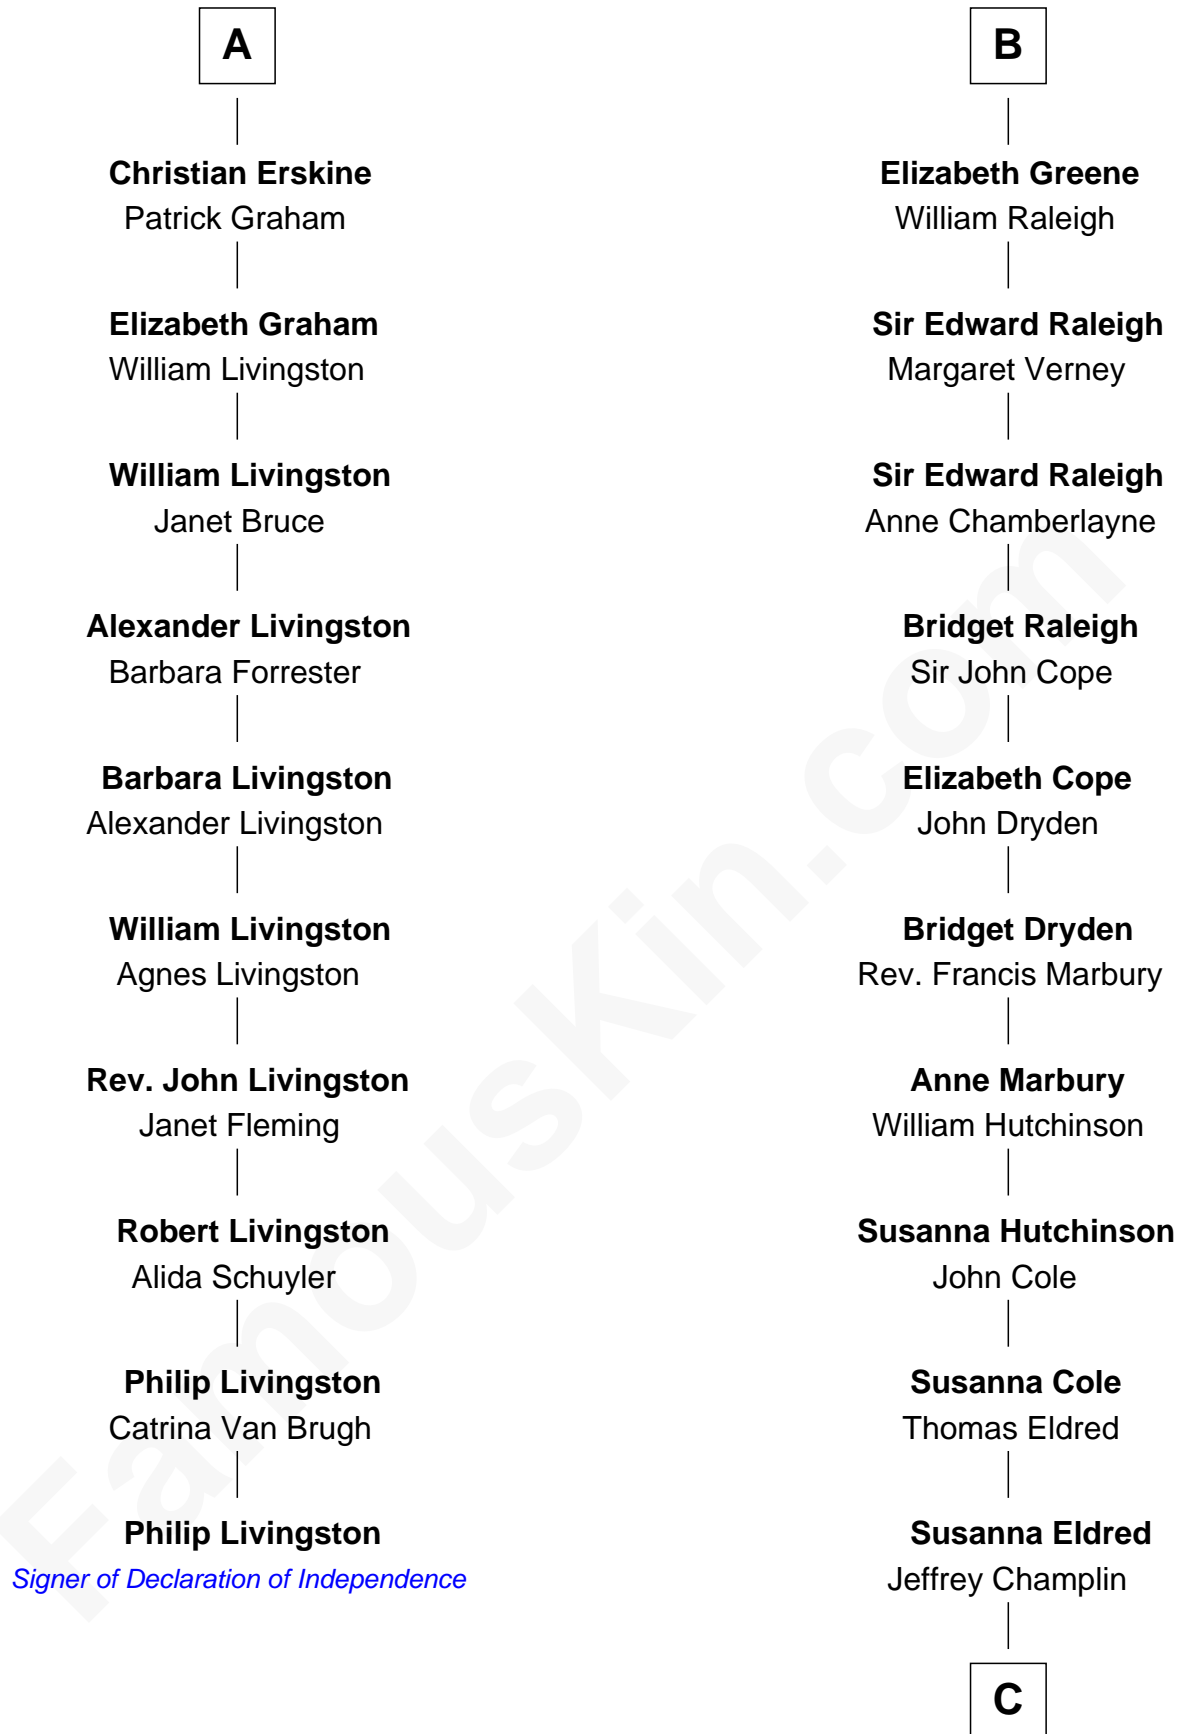 A
Christian Erskine
Patrick Graham
Elizabeth Graham
William Livingston
William Livingston
Janet Bruce
Alexander Livingston
Barbara Forrester
Barbara Livingston
Alexander Livingston
William Livingston
Agnes Livingston
Rev. John Livingston
Janet Fleming
Robert Livingston
Alida Schuyler
Philip Livingston
Catrina Van Brugh
Philip Livingston
Signer of Declaration of Independence
B
Elizabeth Greene
William Raleigh
Sir Edward Raleigh
Margaret Verney
Sir Edward Raleigh
Anne Chamberlayne
Bridget Raleigh
Sir John Cope
Elizabeth Cope
John Dryden
Bridget Dryden
Rev. Francis Marbury
Anne Marbury
William Hutchinson
Susanna Hutchinson
John Cole
Susanna Cole
Thomas Eldred
Susanna Eldred
Jeffrey Champlin
C
FamousKin.com